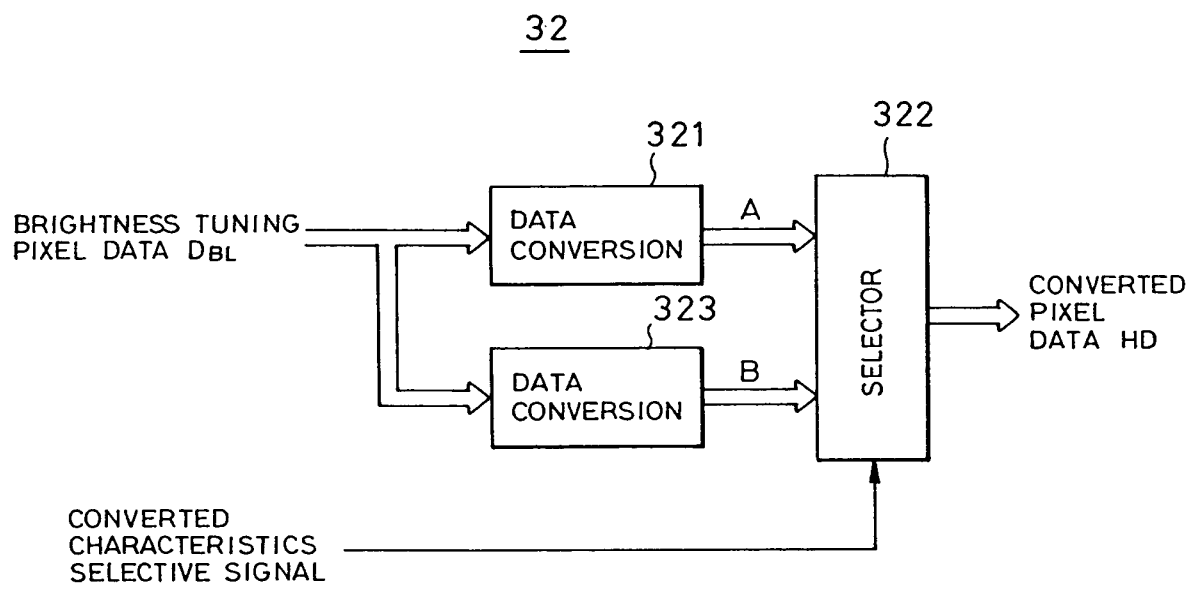 32
321
322
BRIGHTNESS TUNING
PIXEL DATA DBL
DATA
CONVERSION
A
323
DATA
CONVERSION
B
SELECTOR
CONVERTED
PIXEL
DATA HD
CONVERTED
CHARACTERISTICS
SELECTIVE SIGNAL